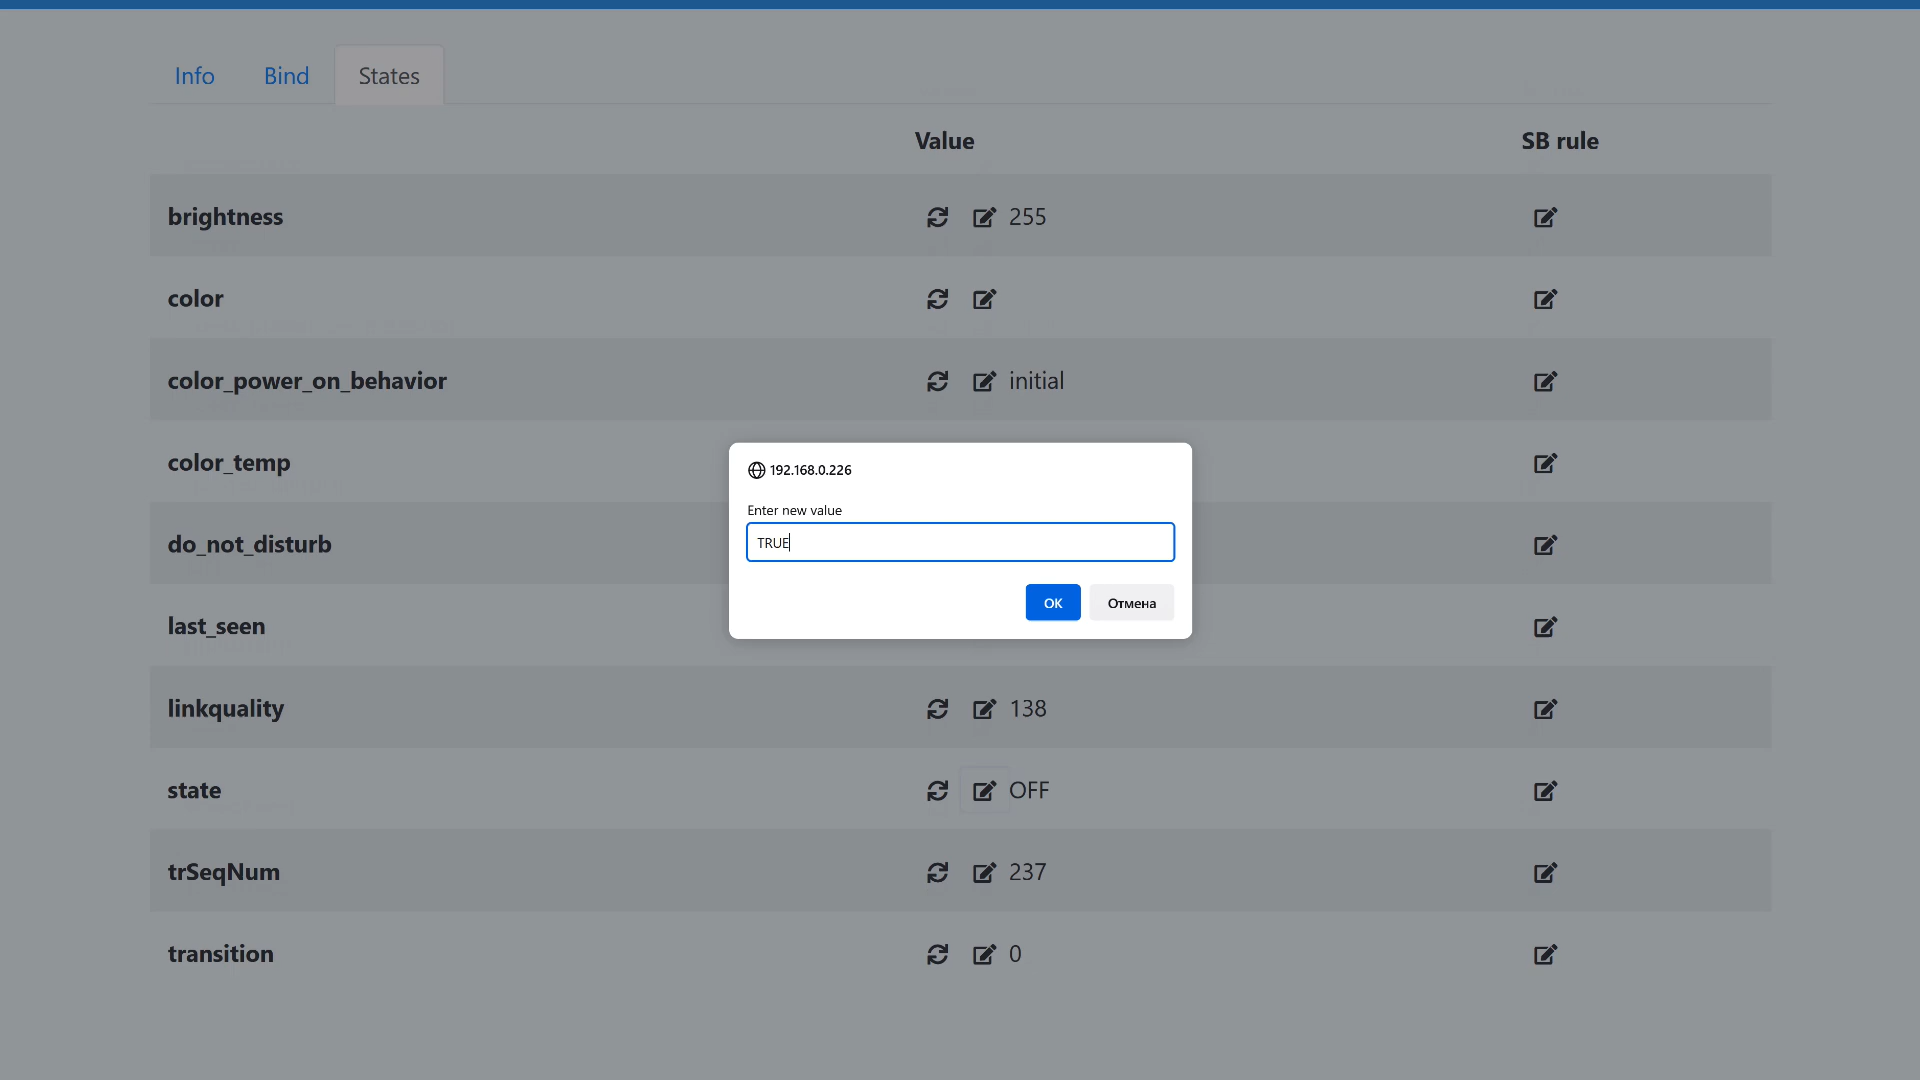 Info Bind States
Value SB rule
brightness 255
color
color_power_on_behavior initial
color_temp
do_not_disturb
last_seen
linkquality 138
state OFF
trSeqNum 237
transition 0
192.168.0.226
Enter new value
TRUE
OK Отмена